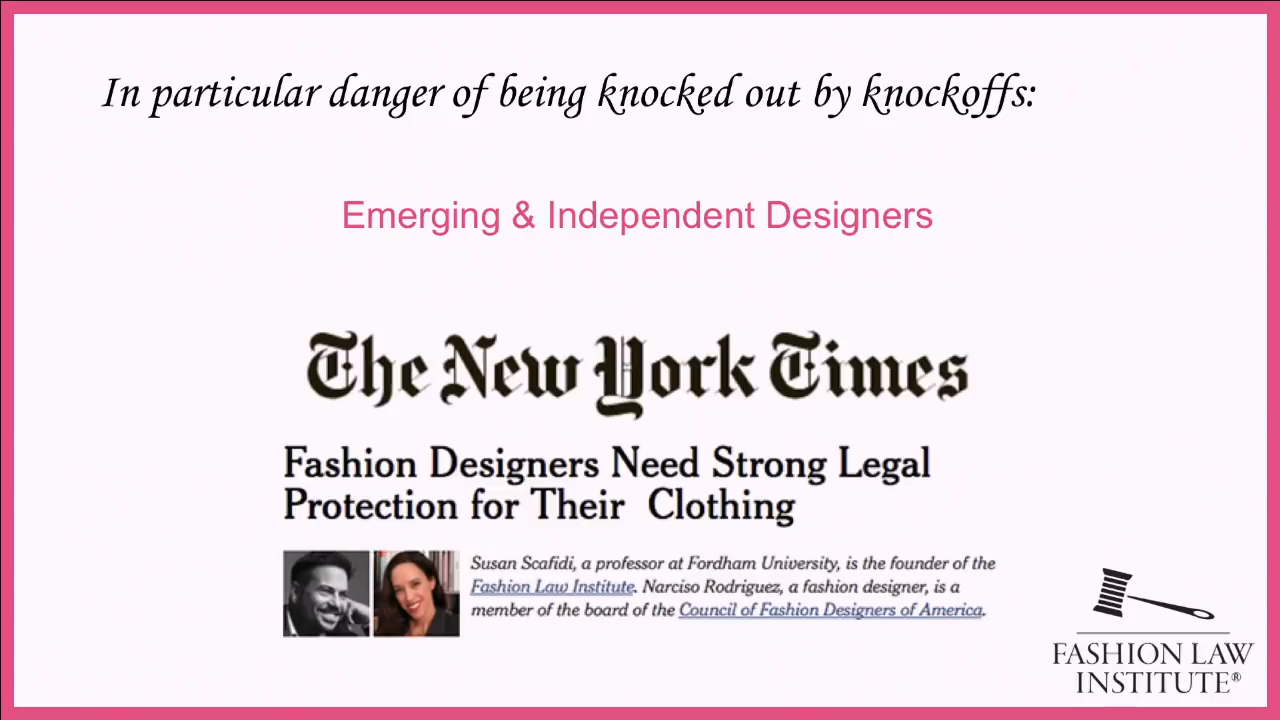 In particular danger of being knocked out by knockoffs:
Emerging & Independent Designers
The New York Times
Fashion Designers Need Strong Legal
Protection for Their Clothing
Susan Scafidi, a professor at Fordham University, is the founder of the
Fashion Law Institute. Narciso Rodriguez, a fashion designer, is a
member of the board of the Council of Fashion Designers of America.
FASHION LAW
INSTITUTE®